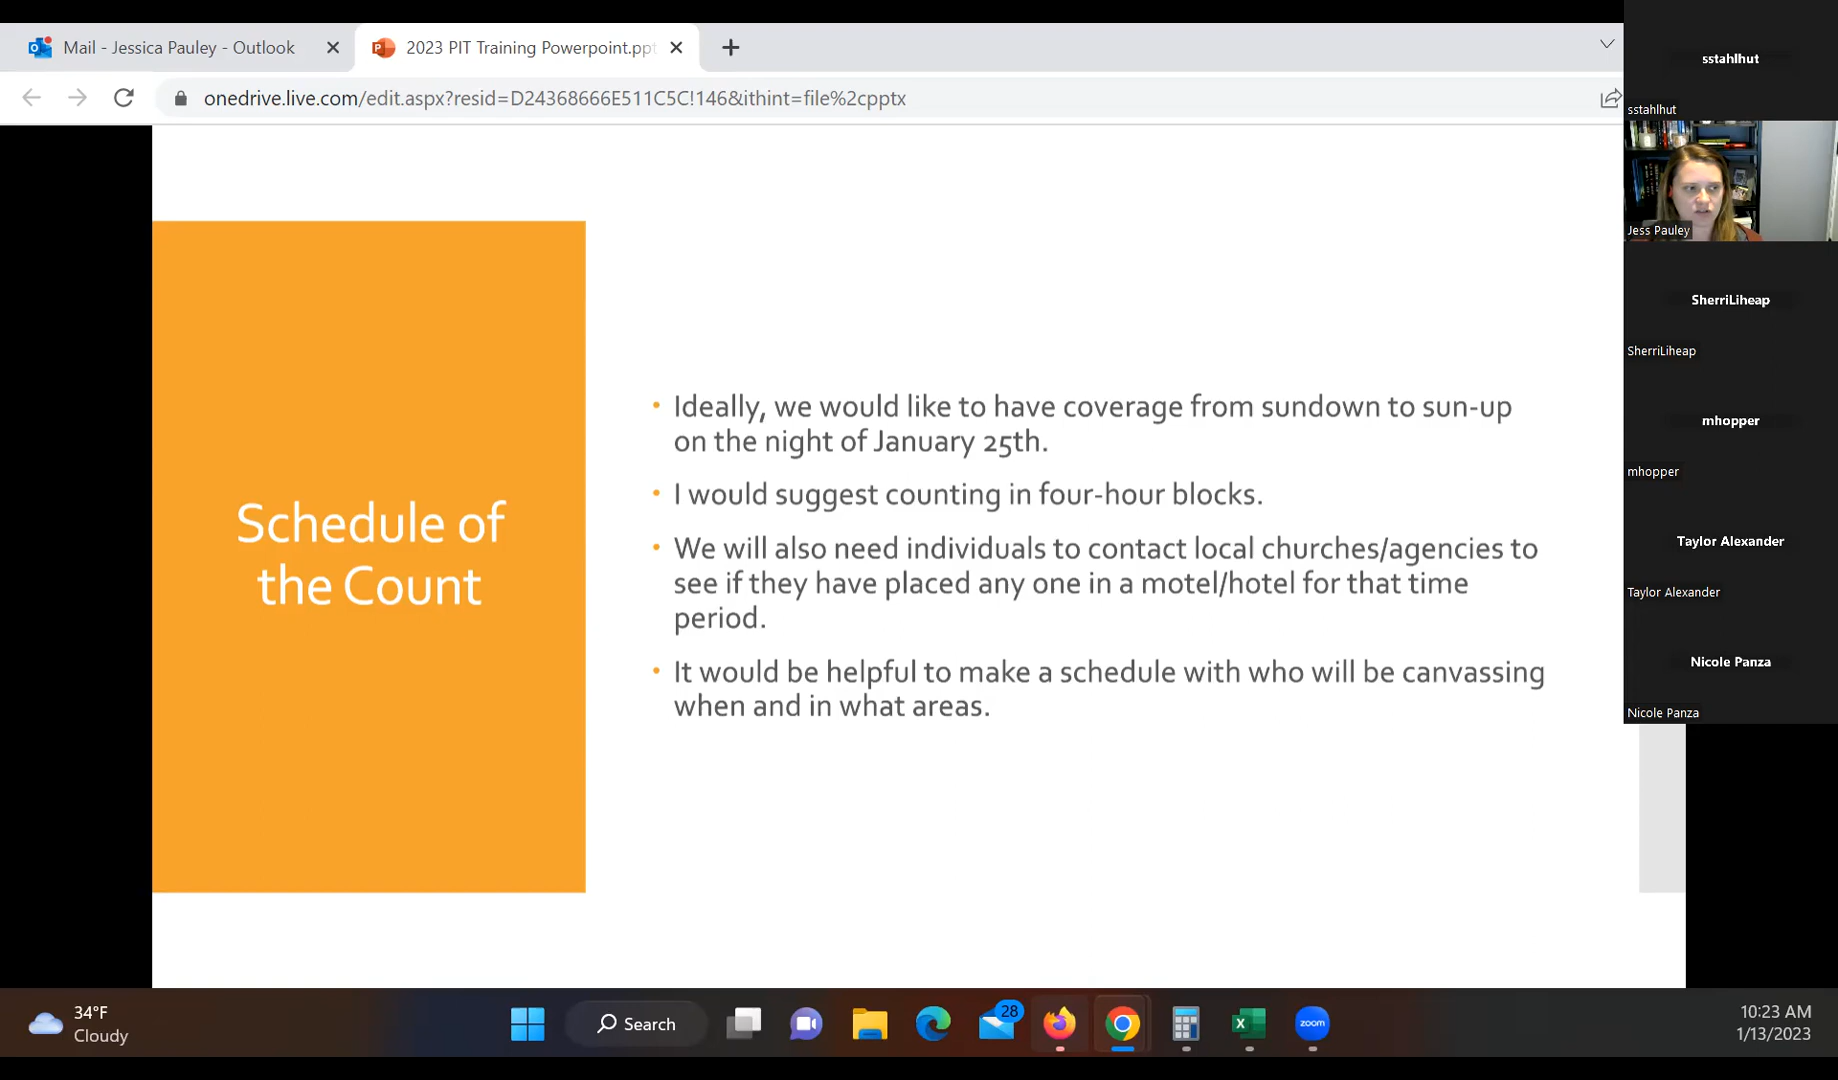 Mail - Jessica Pauley - Outlook
2023 PIT Training Powerpoint.ppt
onedrive.live.com/edit.aspx?resid=D24368666E511C5C!146&ithint=file%2cpptx
Schedule of
the Count
• Ideally, we would like to have coverage from sundown to sun-up
on the night of January 25th.
• I would suggest counting in four-hour blocks.
• We will also need individuals to contact local churches/agencies to
see if they have placed any one in a motel/hotel for that time
period.
• It would be helpful to make a schedule with who will be canvassing
when and in what areas.
sstahlhut
sstahlhut
Jess Pauley
SherriLiheap
SherriLiheap
mhopper
mhopper
Taylor Alexander
Taylor Alexander
Nicole Panza
Nicole Panza
34°F
Cloudy
Search
28
zoom
10:23 AM
1/13/2023